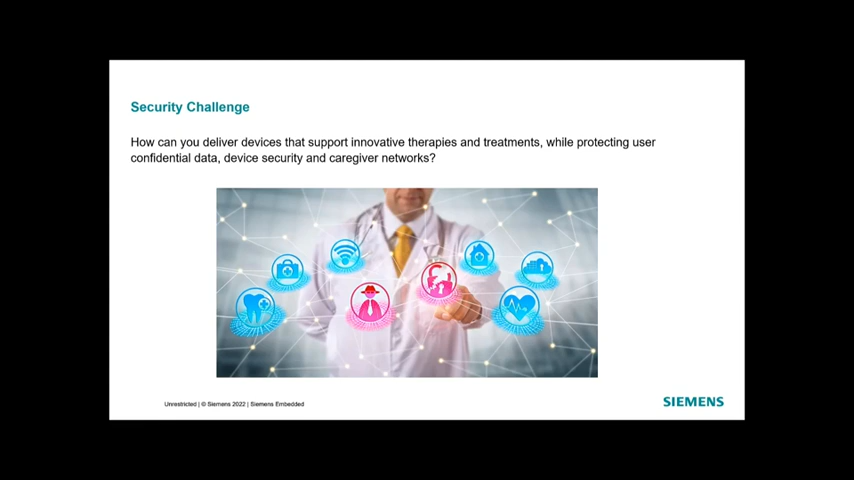 Security Challenge
How can you deliver devices that support innovative therapies and treatments, while protecting user
confidential data, device security and caregiver networks?
Unrestricted | © Siemens 2022 | Siemens Embedded
SIEMENS